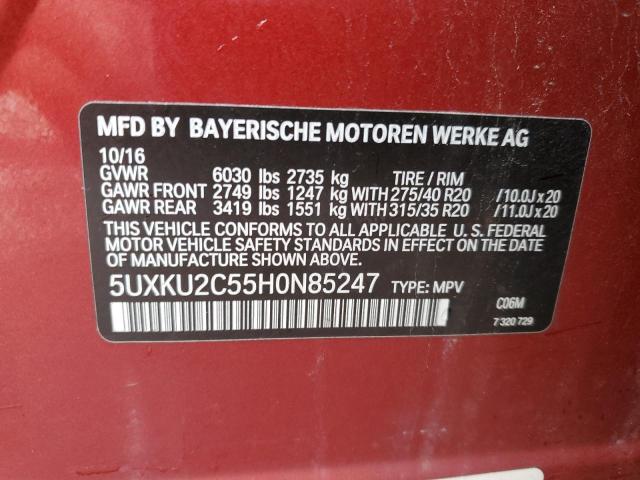 MFD BY BAYERISCHE MOTOREN WERKE AG
10/16
GVWR 6030 lbs 2735 kg TIRE / RIM
GAWR FRONT 2749 lbs 1247 kg WITH 275/40 R20 /10.0J x 20
GAWR REAR 3419 lbs 1551 kg WITH 315/35 R20 /11.0J x 20
THIS VEHICLE CONFORMS TO ALL APPLICABLE U. S. FEDERAL
MOTOR VEHICLE SAFETY STANDARDS IN EFFECT ON THE DATE
OF MANUFACTURE SHOWN ABOVE.
5UXKU2C55H0N85247 TYPE: MPV
C06M
7 320 729